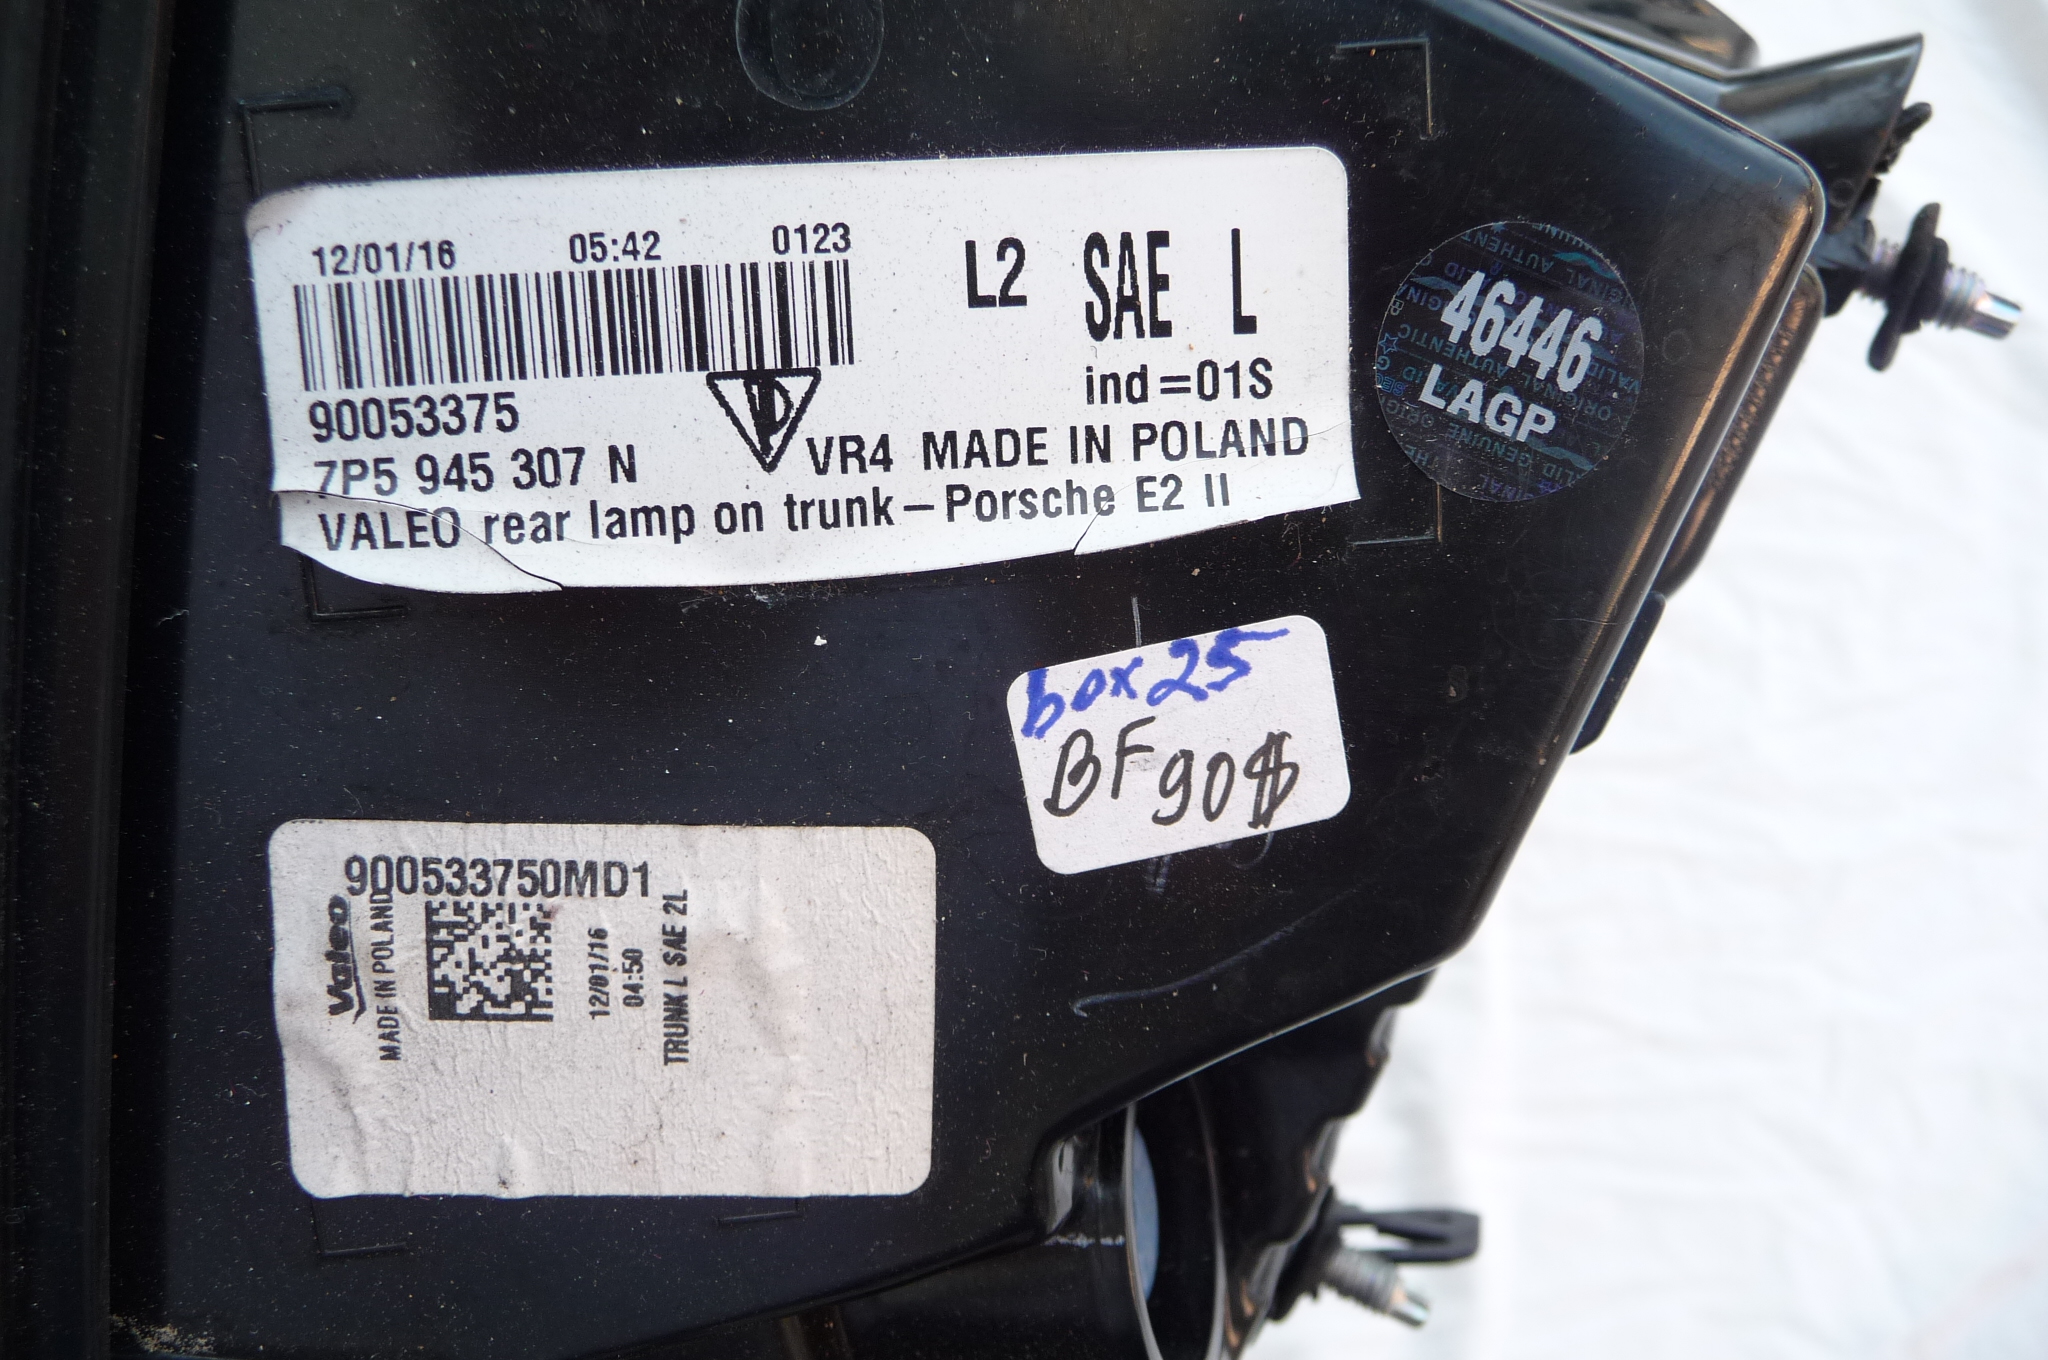 12/01/16 05:42 0123
L2 SAE L
ind=01S
90053375
7P5 945 307 N VR4 MADE IN POLAND
VALEO rear lamp on trunk-Porsche E2 II
46446
LAGP
box 25
BF 90$
900533750MD1
Valeo
MADE IN POLAND
12/01/16
04:50
TRUNK L SAE 2L